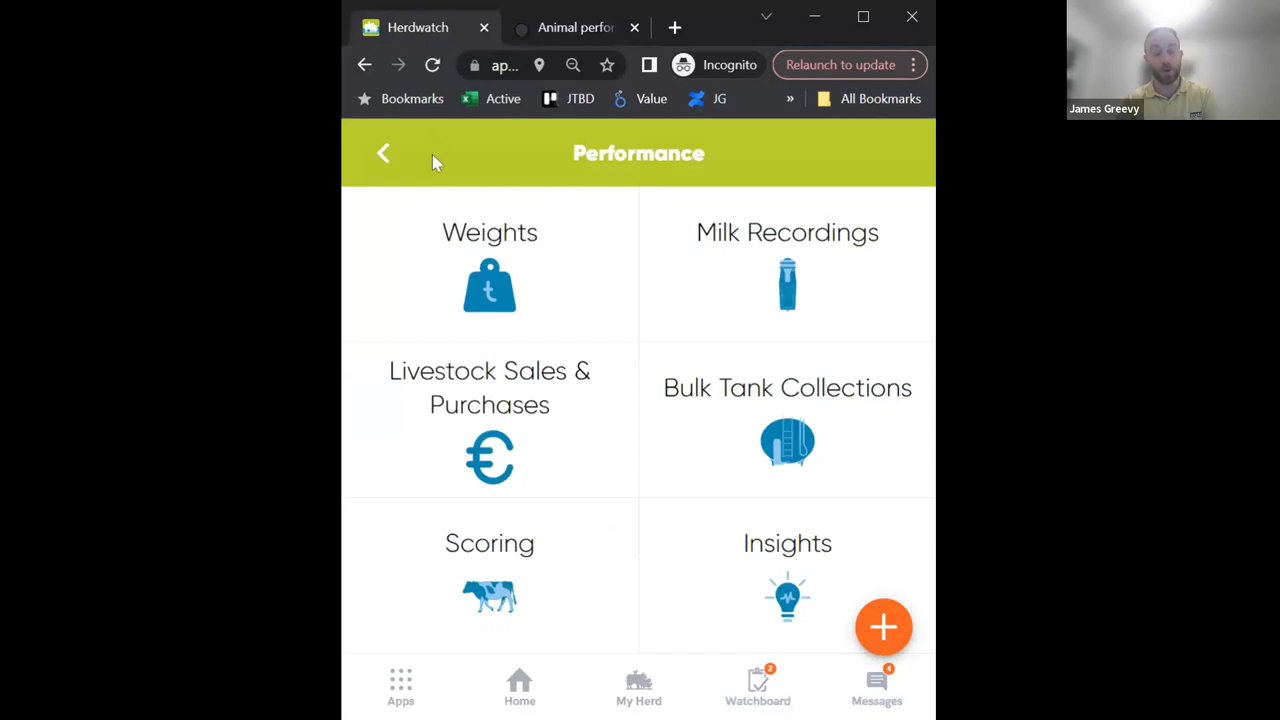 Herdwatch
Animal perfor
ap...
Incognito
Relaunch to update
Bookmarks
Active
JTBD
Value
JG
»
All Bookmarks
James Greevy
Performance
Weights
Milk Recordings
t
Livestock Sales &
Purchases
Bulk Tank Collections
€
Scoring
Insights
Apps
Home
My Herd
2
Watchboard
4
Messages